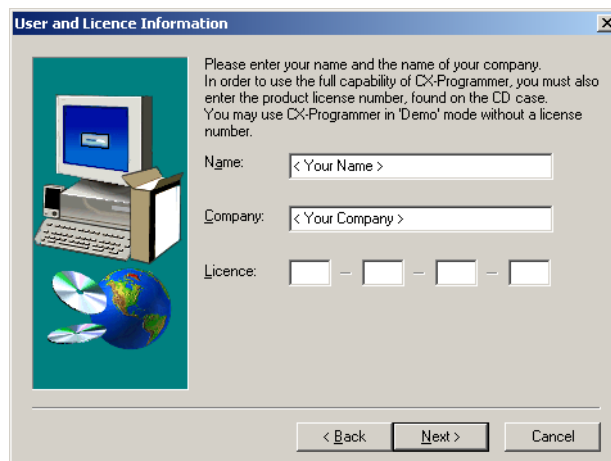 User and Licence Information
Please enter your name and the name of your company.
In order to use the full capability of CX-Programmer, you must also
enter the product license number, found on the CD case.
You may use CX-Programmer in 'Demo' mode without a license
number.
Name: < Your Name >
Company: < Your Company >
Licence: – – –
< Back Next > Cancel